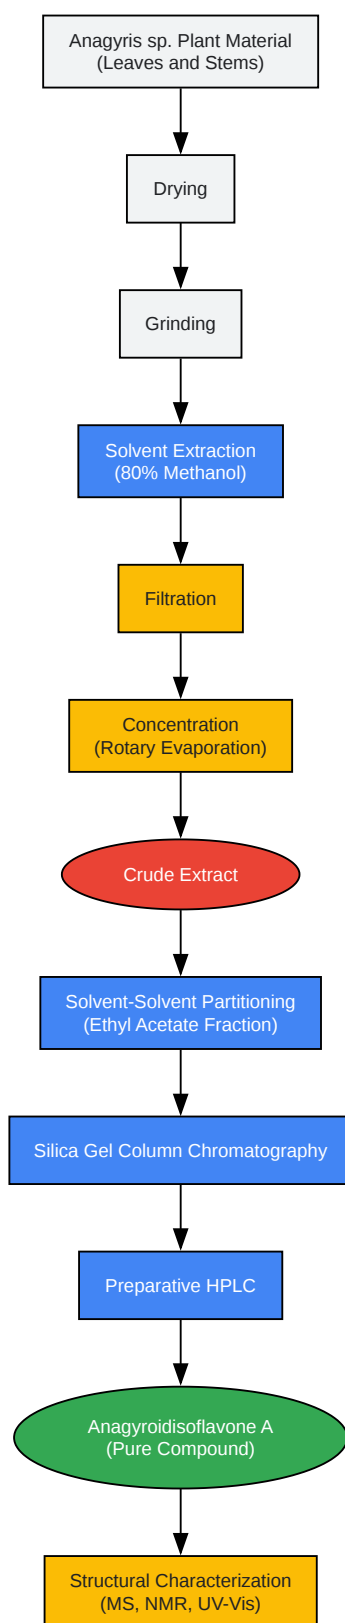 Anagyris sp. Plant Material
(Leaves and Stems)
Drying
Grinding
Solvent Extraction
(80% Methanol)
Filtration
Concentration
(Rotary Evaporation)
Crude Extract
Solvent-Solvent Partitioning
(Ethyl Acetate Fraction)
Silica Gel Column Chromatography
Preparative HPLC
Anagyroidisoflavone A
(Pure Compound)
Structural Characterization
(MS, NMR, UV-Vis)